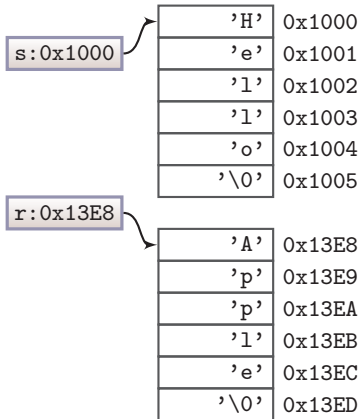 ’H’ 0x1000
s:0x1000 ’e’ 0x1001
’l’ 0x1002
’l’ 0x1003
’o’ 0x1004
’\0’ 0x1005
r:0x13E8
’A’ 0x13E8
’p’ 0x13E9
’p’ 0x13EA
’l’ 0x13EB
’e’ 0x13EC
’\0’ 0x13ED